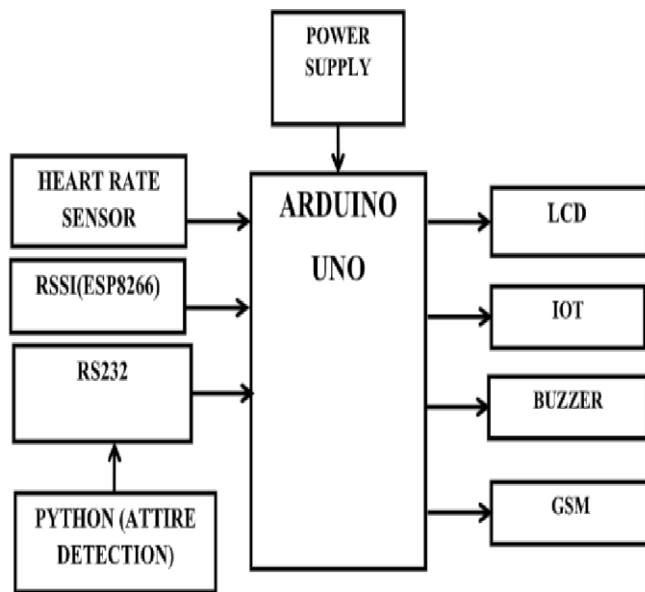 POWER
SUPPLY
HEART RATE
SENSOR
RSSI(ESP8266)
RS232
PYTHON (ATTIRE
DETECTION)
ARDUINO
UNO
LCD
IOT
BUZZER
GSM